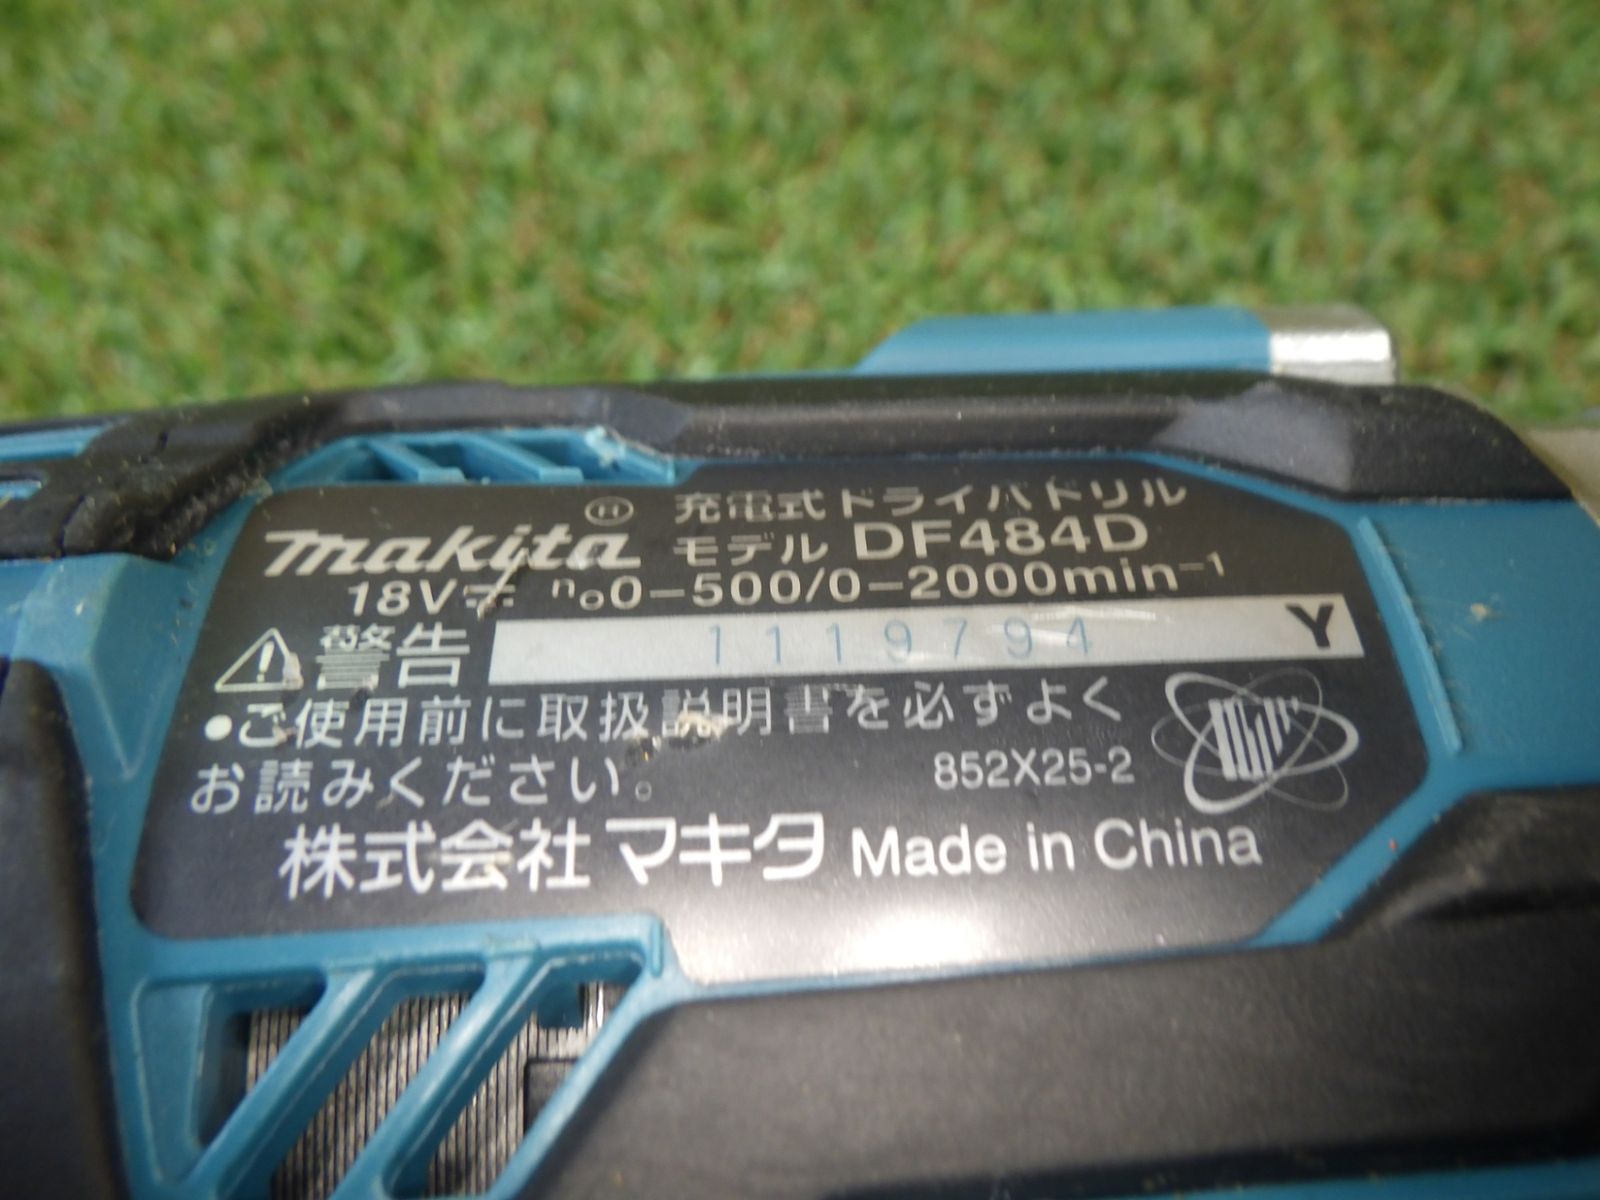 充電式ドライバドリル
makita モデル DF484D
18V n₀0-500/0-2000min⁻¹
警告 1119794 Y
●ご使用前に取扱説明書を必ずよく
お読みください。 852X25-2
株式会社マキタ Made in China